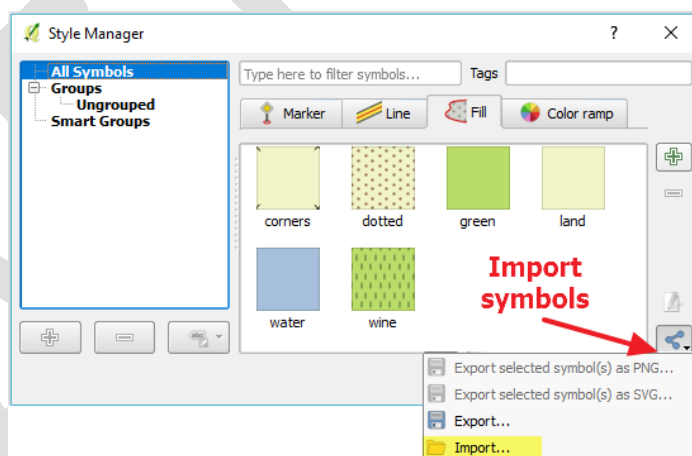 Style Manager
?
All Symbols
Groups
Ungrouped
Smart Groups
Type here to filter symbols...
Tags
Marker
Line
Fill
Color ramp
corners
dotted
green
land
water
wine
Import
symbols
abc
Export selected symbol(s) as PNG...
Export selected symbol(s) as SVG...
Export...
Import...